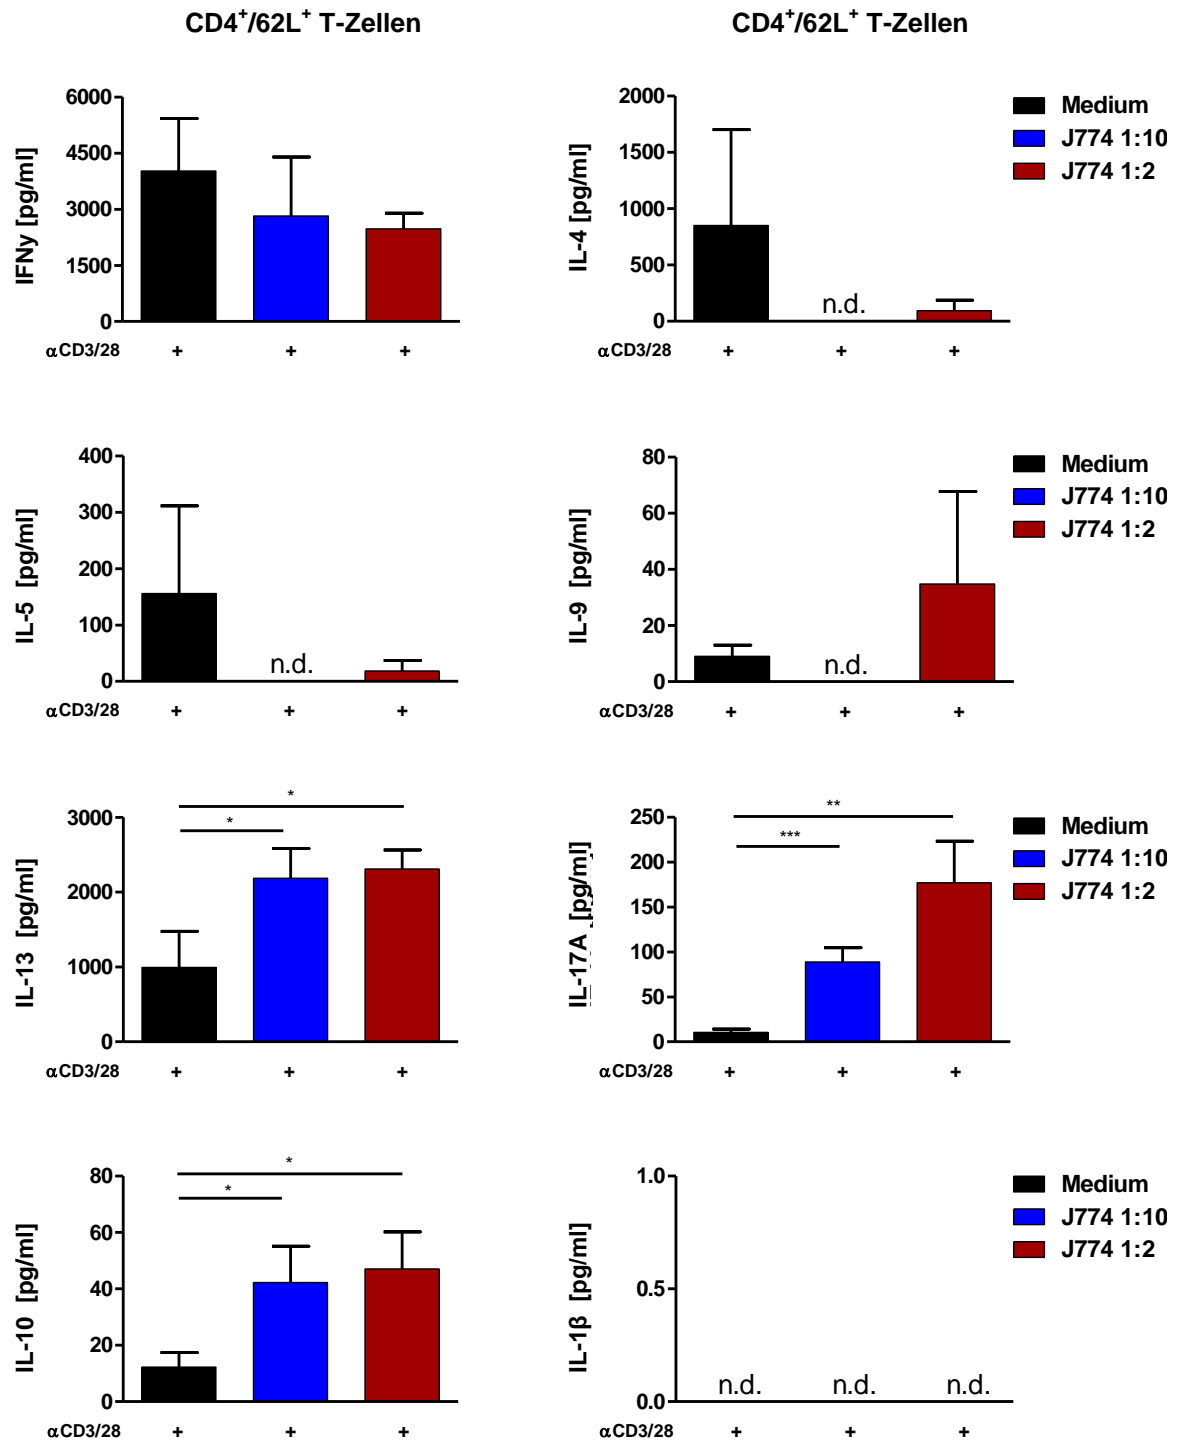 CD4+/62L+ T-Zellen
CD4+/62L+ T-Zellen
IFNy [pg/ml]
6000
4500
3000
1500
0
αCD3/28 + + +
IL-4 [pg/ml]
2000
1500
1000
500
0
n.d.
αCD3/28 + + +
Medium
J774 1:10
J774 1:2
IL-5 [pg/ml]
400
300
200
100
0
n.d.
αCD3/28 + + +
IL-9 [pg/ml]
80
60
40
20
0
n.d.
αCD3/28 + + +
Medium
J774 1:10
J774 1:2
IL-13 [pg/ml]
3000
2000
1000
0
*
*
αCD3/28 + + +
IL-17A [pg/ml]
250
200
150
100
50
0
**
***
αCD3/28 + + +
Medium
J774 1:10
J774 1:2
IL-10 [pg/ml]
80
60
40
20
0
*
*
αCD3/28 + + +
IL-1β [pg/ml]
1.0
0.5
0.0
n.d. n.d. n.d.
αCD3/28 + + +
Medium
J774 1:10
J774 1:2